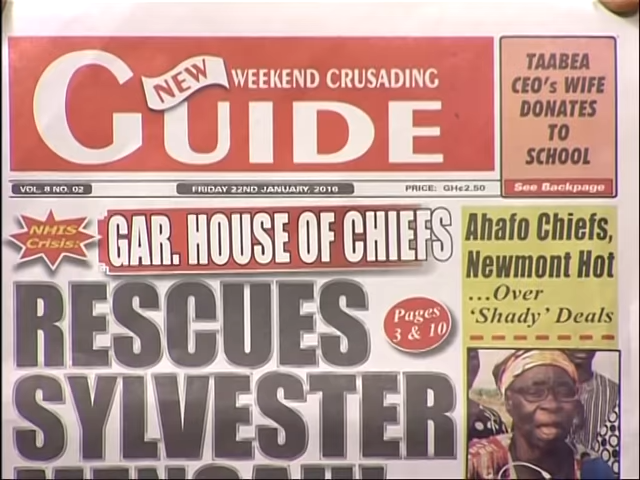 NEW WEEKEND CRUSADING
GUIDE
TAABEA
CEO's WIFE
DONATES
TO
SCHOOL
See Backpage
VOL. 8 NO. 02
FRIDAY 22ND JANUARY, 2016
PRICE: GH¢2.50
NHIS
Crisis:
GAR. HOUSE OF CHIEFS
RESCUES
Pages
3 & 10
SYLVESTER
Ahafo Chiefs,
Newmont Hot
...Over
'Shady' Deals